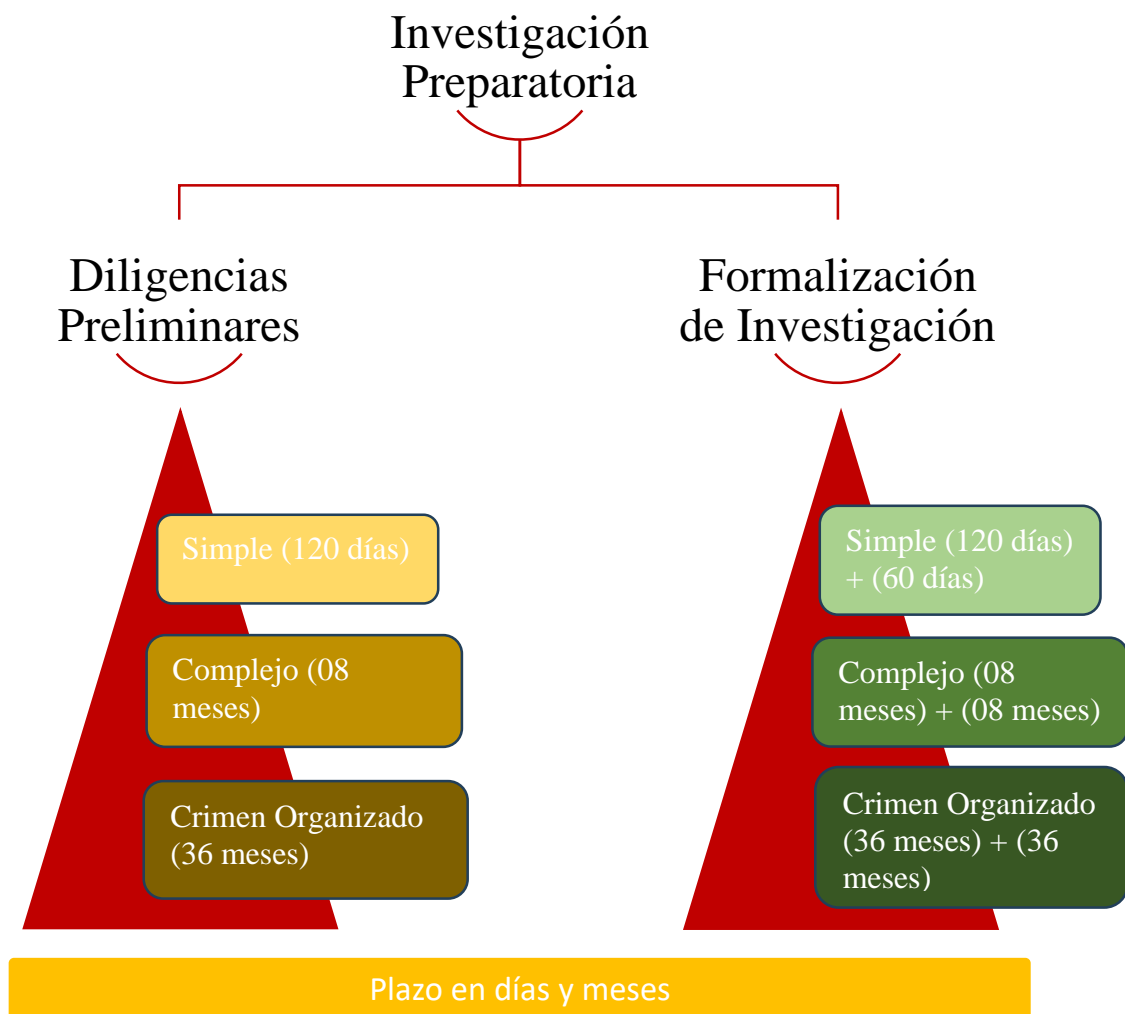 Investigación
Preparatoria
Diligencias
Preliminares
Simple (120 días)
Complejo (08
meses)
Crimen Organizado
(36 meses)
Formalización
de Investigación
Simple (120 días)
+ (60 días)
Complejo (08
meses) + (08 meses)
Crimen Organizado
(36 meses) + (36
meses)
Plazo en días y meses